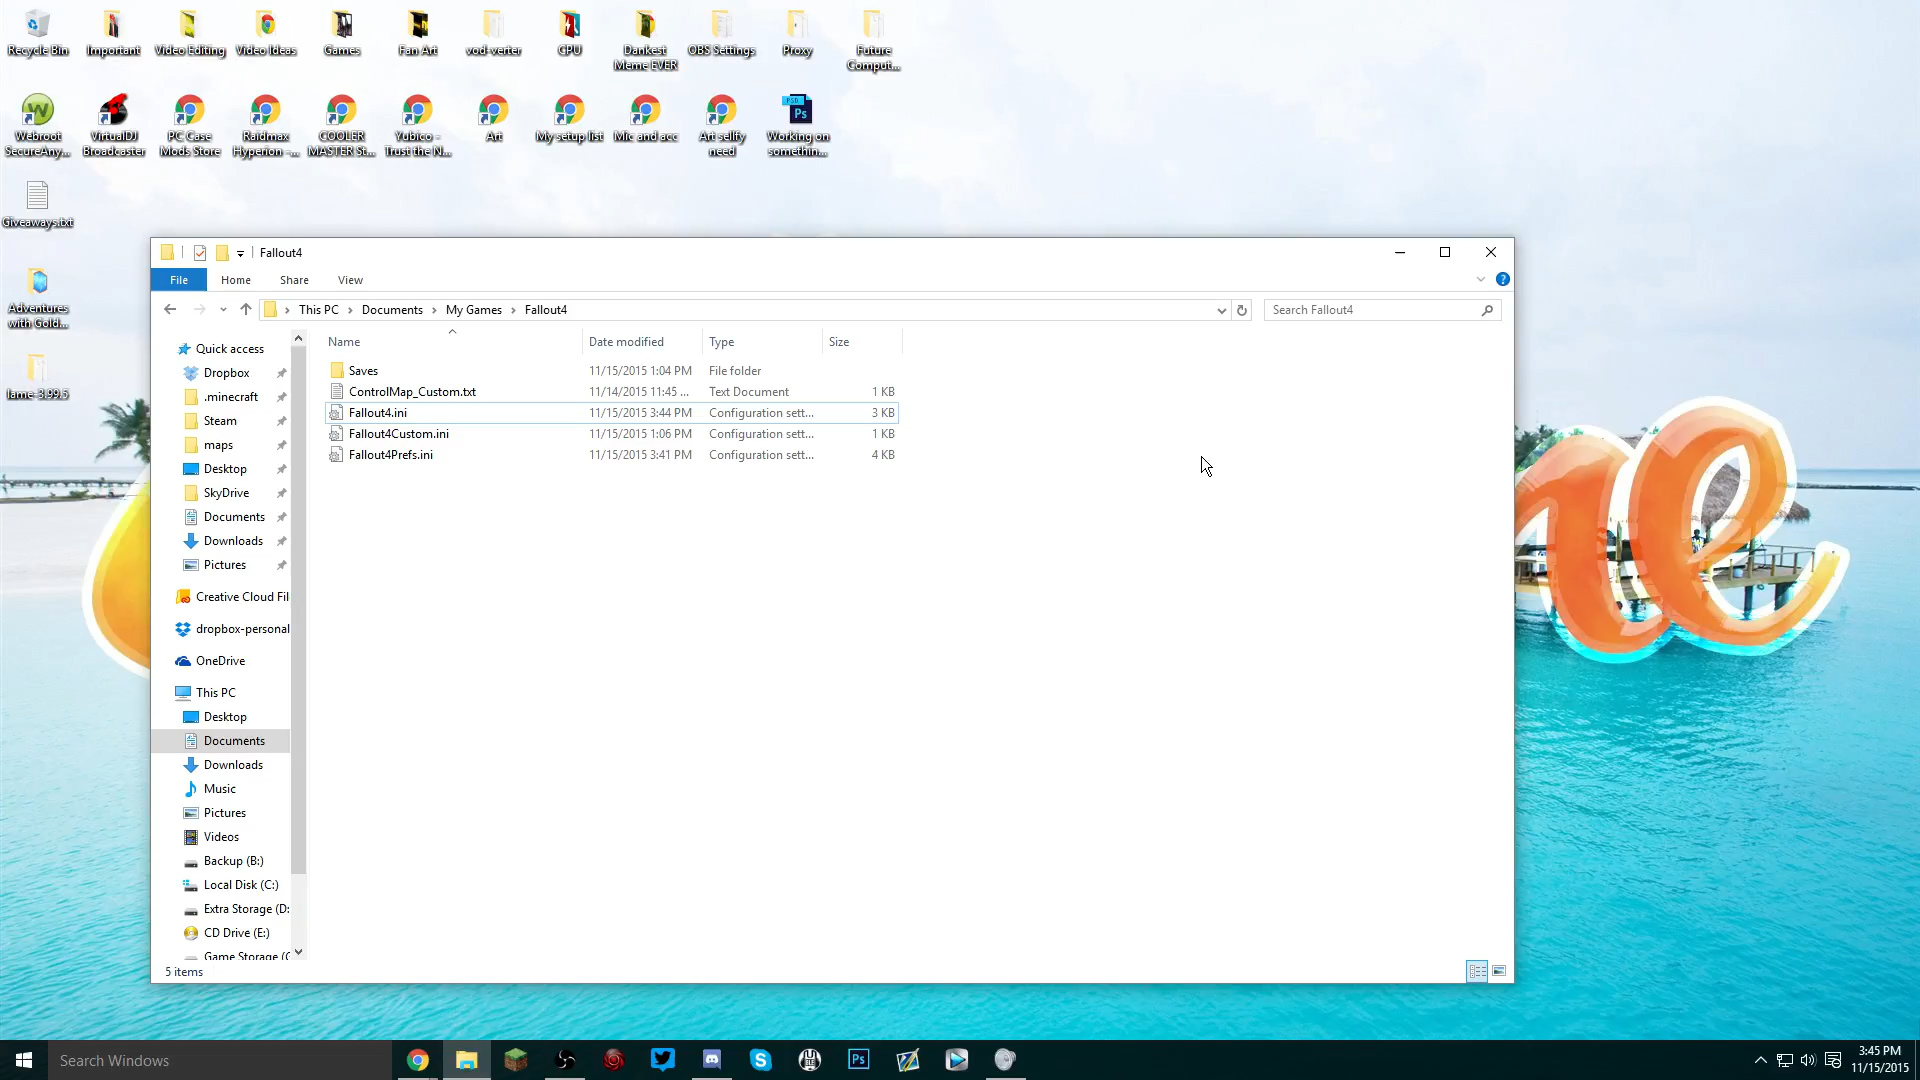 Recycle Bin
Important
Video Editing
Video Ideas
Games
Fan Art
vod-verter
CPU
Dankest
Meme EVER
OBS Settings
Proxy
Future
Comput...
Webroot
SecureAny...
VirtualDJ
Broadcaster
PC Case
Mods Store
Raidmax
Hyperion -...
COOLER
MASTER St...
Yubico -
Trust the N...
Art
My setup list
Mic and acc
Art sellfy
need
PSD
Ps
Working on
somethin...
Giveaways.txt
Adventures
with Gold...
lame-3.99.5
Fallout4
File
Home
Share
View
This PC
Documents
My Games
Fallout4
Search Fallout4
Name
Date modified
Type
Size
Saves
11/15/2015 1:04 PM
File folder
ControlMap_Custom.txt
11/14/2015 11:45 ...
Text Document
1 KB
Fallout4.ini
11/15/2015 3:44 PM
Configuration sett...
3 KB
Fallout4Custom.ini
11/15/2015 1:06 PM
Configuration sett...
1 KB
Fallout4Prefs.ini
11/15/2015 3:41 PM
Configuration sett...
4 KB
Quick access
Dropbox
.minecraft
Steam
maps
Desktop
SkyDrive
Documents
Downloads
Pictures
Creative Cloud Fil
dropbox-personal
OneDrive
This PC
Desktop
Documents
Downloads
Music
Pictures
Videos
Backup (B:)
Local Disk (C:)
Extra Storage (D:
CD Drive (E:)
Game Storage (G
5 items
Search Windows
Ps
3:45 PM
11/15/2015